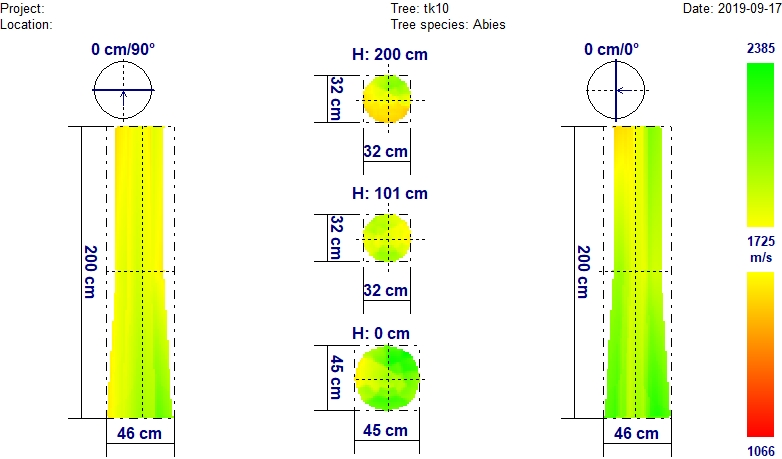 Project:
Tree: tk10
Date: 2019-09-17
Location:
Tree species: Abies
0 cm/90°
H: 200 cm
0 cm/0°
2385
32 cm
32 cm
H: 101 cm
32 cm
32 cm
200 cm
200 cm
1725
m/s
H: 0 cm
45 cm
46 cm
45 cm
46 cm
1066